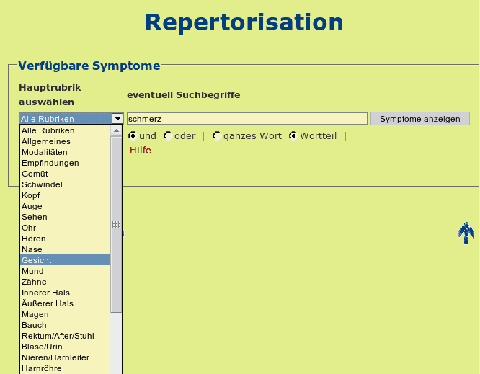 Repertorisation
Verfügbare Symptome
Hauptrubrik
auswählen
eventuell Suchbegriffe
Alle Rubriken
schmerz
Symptome anzeigen
und oder | ganzes Wort Wortteil |
Hilfe
Alle Rubriken
Allgemeines
Modalitäten
Empfindungen
Gemüt
Schwindel
Kopf
Auge
Sehen
Ohr
Hören
Nase
Gesicht
Mund
Zähne
Innerer Hals
Äußerer Hals
Magen
Bauch
Rektum/After/Stuhl
Blase/Urin
Nieren/Harnleiter
Harnröhre